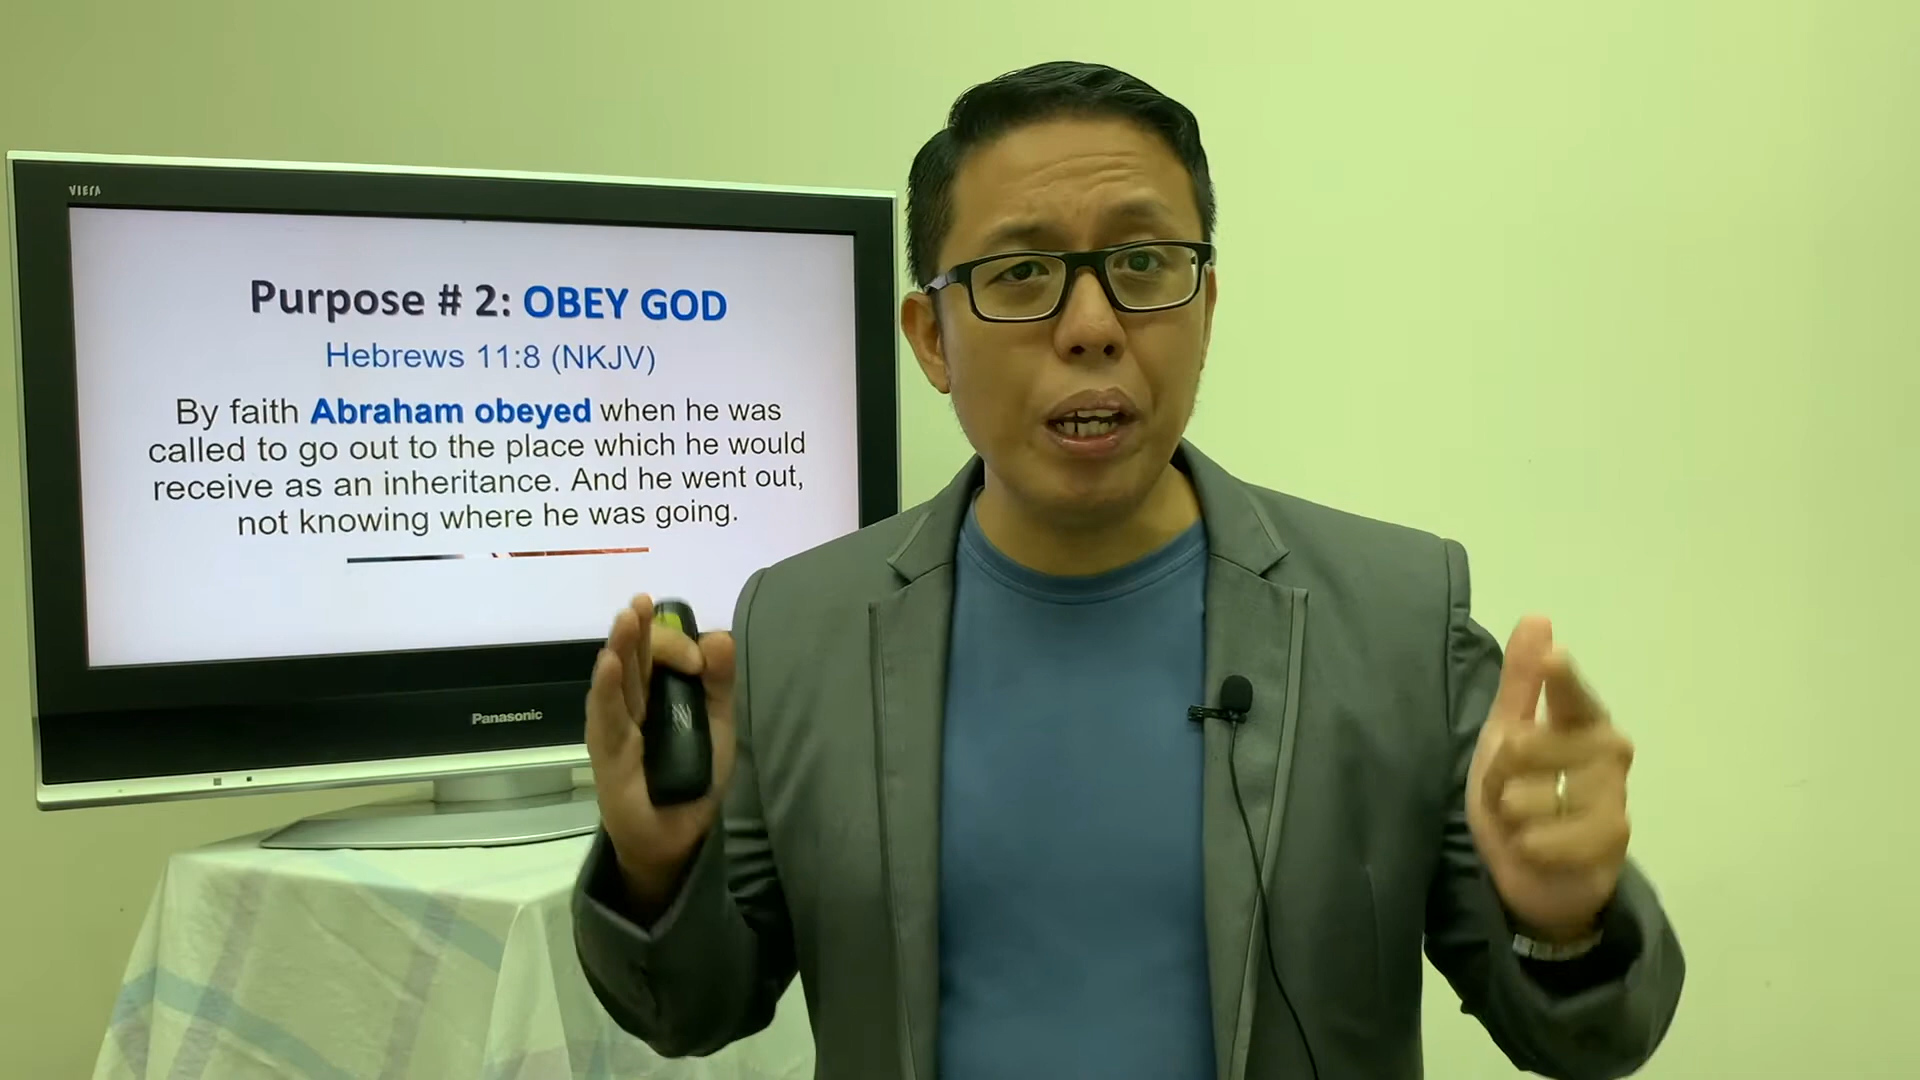 VIErA
Purpose # 2: OBEY GOD
Hebrews 11:8 (NKJV)
By faith Abraham obeyed when he was
called to go out to the place which he would
receive as an inheritance. And he went out,
not knowing where he was going.
Panasonic